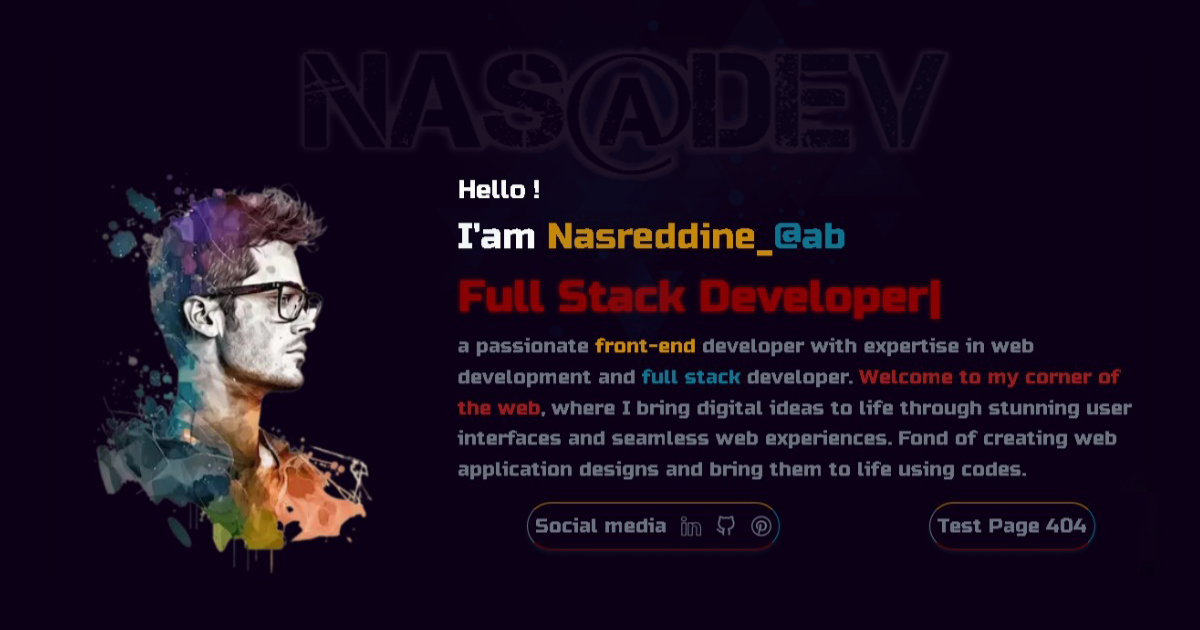 NAS@DEV
Hello !
I'am Nasreddine_@ab
Full Stack Developer|
a passionate front-end developer with expertise in web
development and full stack developer. Welcome to my corner of
the web, where I bring digital ideas to life through stunning user
interfaces and seamless web experiences. Fond of creating web
application designs and bring them to life using codes.
Social media in
Test Page 404